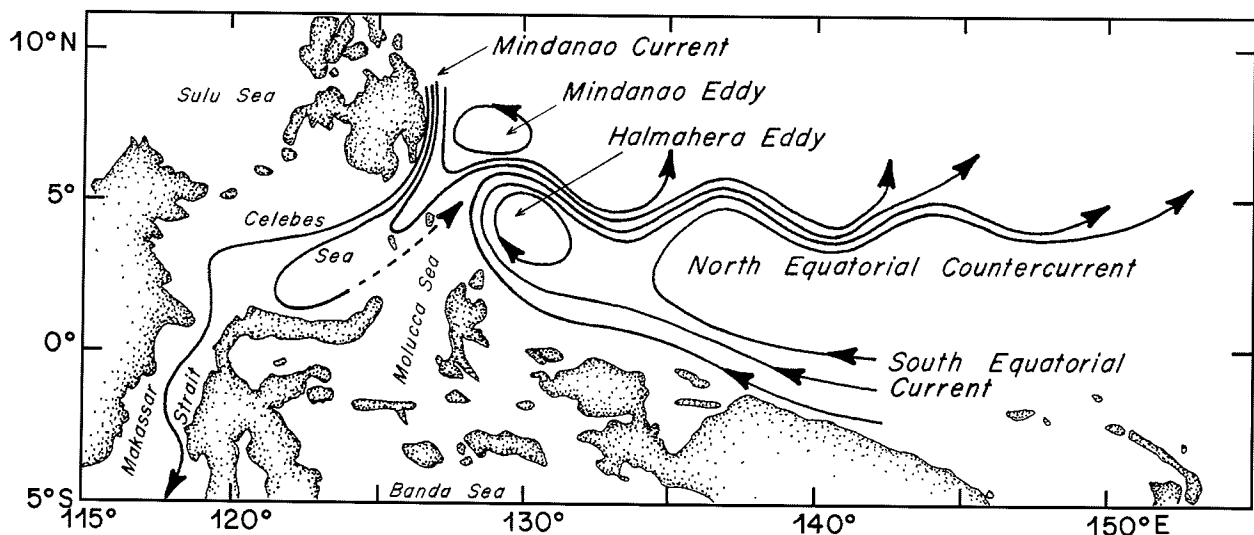 10°N
Mindanao Current
Sulu Sea
Mindanao Eddy
Halmahera Eddy
5°
Celebes
Sea
North Equatorial Countercurrent
Molucca Sea
0°
South Equatorial
Current
Makassar
Strait
Banda Sea
5°S
115°
120°
130°
140°
150°E